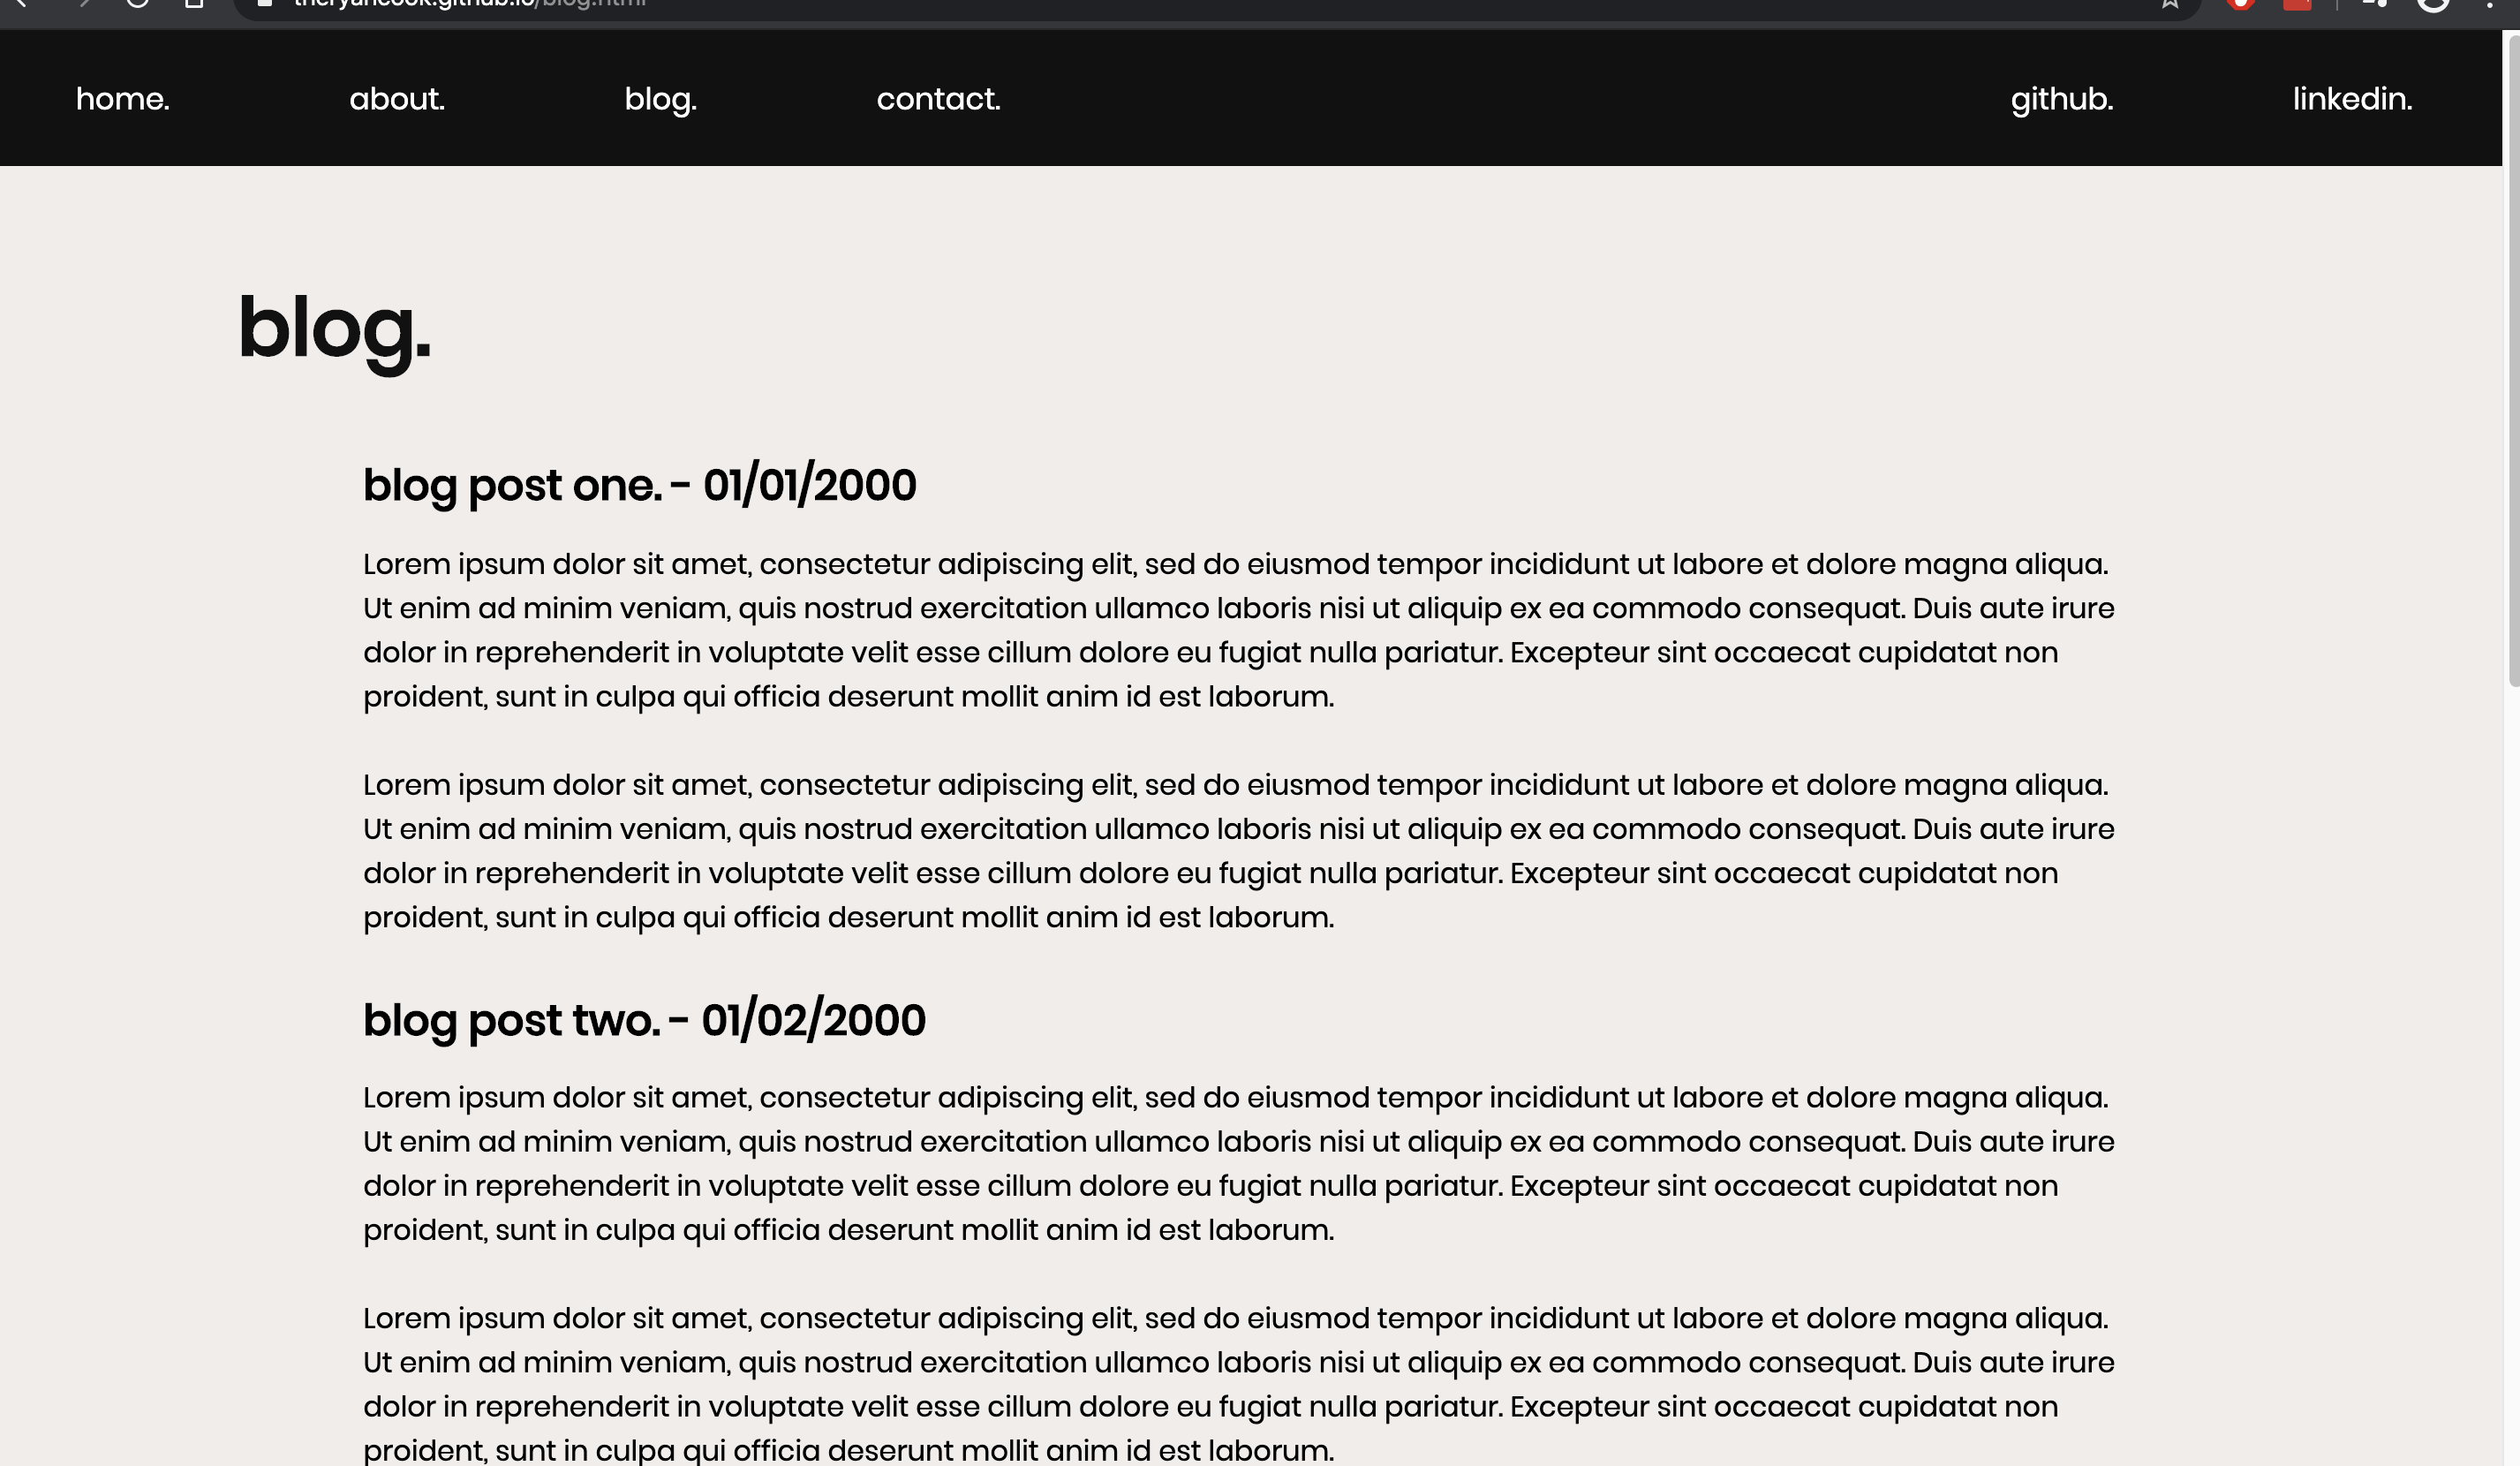 theryancook.github.io/blog.html
home. about. blog. contact. github. linkedin.
blog.
blog post one. - 01/01/2000
Lorem ipsum dolor sit amet, consectetur adipiscing elit, sed do eiusmod tempor incididunt ut labore et dolore magna aliqua.
Ut enim ad minim veniam, quis nostrud exercitation ullamco laboris nisi ut aliquip ex ea commodo consequat. Duis aute irure
dolor in reprehenderit in voluptate velit esse cillum dolore eu fugiat nulla pariatur. Excepteur sint occaecat cupidatat non
proident, sunt in culpa qui officia deserunt mollit anim id est laborum.
Lorem ipsum dolor sit amet, consectetur adipiscing elit, sed do eiusmod tempor incididunt ut labore et dolore magna aliqua.
Ut enim ad minim veniam, quis nostrud exercitation ullamco laboris nisi ut aliquip ex ea commodo consequat. Duis aute irure
dolor in reprehenderit in voluptate velit esse cillum dolore eu fugiat nulla pariatur. Excepteur sint occaecat cupidatat non
proident, sunt in culpa qui officia deserunt mollit anim id est laborum.
blog post two. - 01/02/2000
Lorem ipsum dolor sit amet, consectetur adipiscing elit, sed do eiusmod tempor incididunt ut labore et dolore magna aliqua.
Ut enim ad minim veniam, quis nostrud exercitation ullamco laboris nisi ut aliquip ex ea commodo consequat. Duis aute irure
dolor in reprehenderit in voluptate velit esse cillum dolore eu fugiat nulla pariatur. Excepteur sint occaecat cupidatat non
proident, sunt in culpa qui officia deserunt mollit anim id est laborum.
Lorem ipsum dolor sit amet, consectetur adipiscing elit, sed do eiusmod tempor incididunt ut labore et dolore magna aliqua.
Ut enim ad minim veniam, quis nostrud exercitation ullamco laboris nisi ut aliquip ex ea commodo consequat. Duis aute irure
dolor in reprehenderit in voluptate velit esse cillum dolore eu fugiat nulla pariatur. Excepteur sint occaecat cupidatat non
proident, sunt in culpa qui officia deserunt mollit anim id est laborum.